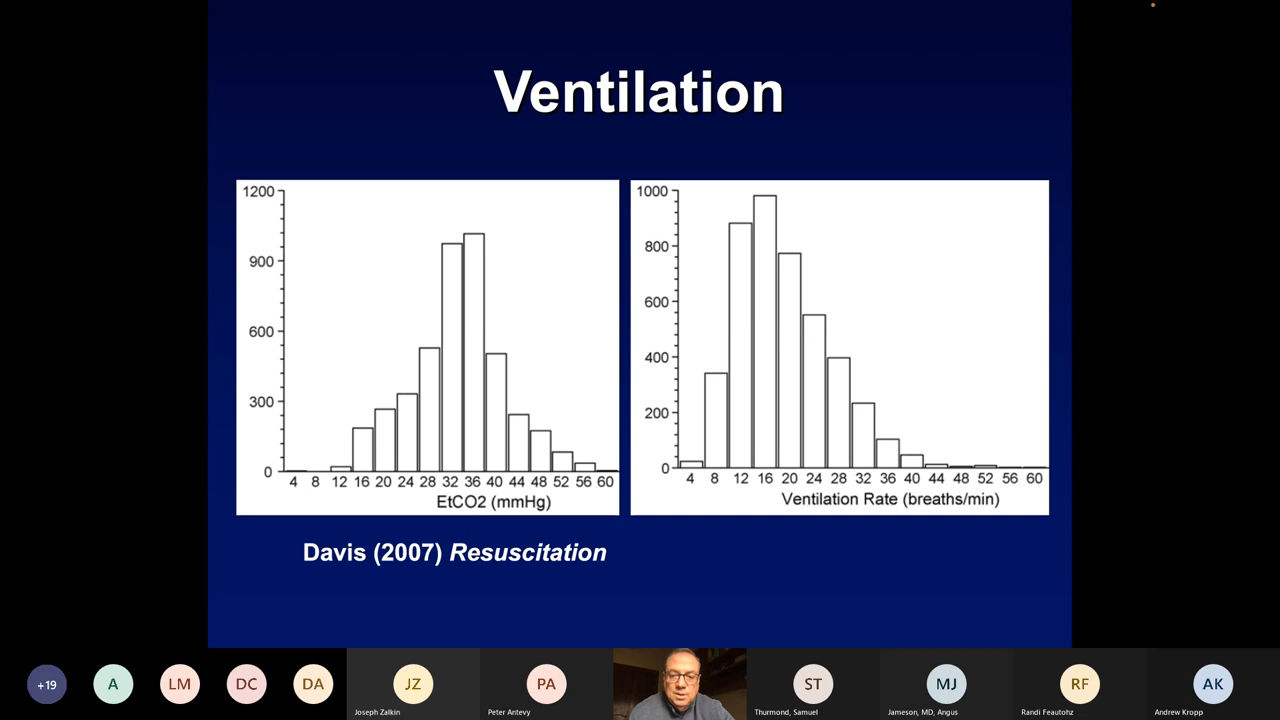 Ventilation
1200
900
600
300
0
4 8 12 16 20 24 28 32 36 40 44 48 52 56 60
EtCO2 (mmHg)
1000
800
600
400
200
0
4 8 12 16 20 24 28 32 36 40 44 48 52 56 60
Ventilation Rate (breaths/min)
Davis (2007) Resuscitation
+19 A LM DC DA JZ PA ST MJ RF AK
Joseph Zalkin Peter Antevy Thurmond, Samuel Jameson, MD, Angus Randi Feautohz Andrew Kropp